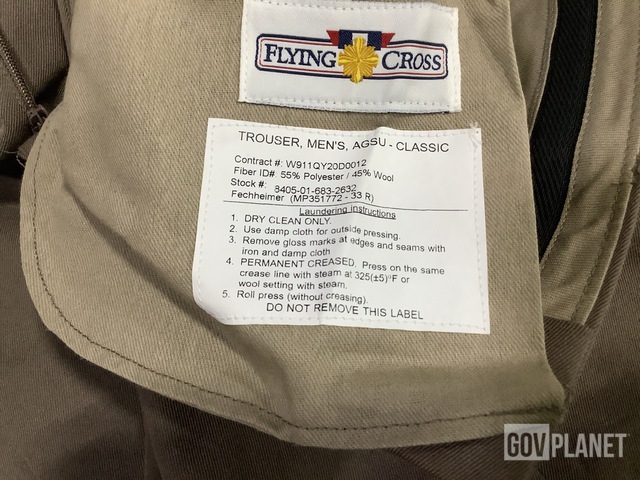 FLYING CROSS
TROUSER, MEN'S, AGSU - CLASSIC
Contract #: W911QY20D0012
Fiber ID#: 55% Polyester / 45% Wool
Stock #: 8405-01-683-2632
Fechheimer (MP351772 - 33 R)
Laundering instructions
1. DRY CLEAN ONLY.
2. Use damp cloth for outside pressing.
3. Remove gloss marks at edges and seams with
iron and damp cloth
4. PERMANENT CREASED. Press on the same
crease line with steam at 325(±5)°F or
wool setting with steam.
5. Roll press (without creasing).
DO NOT REMOVE THIS LABEL
GOVPLANET